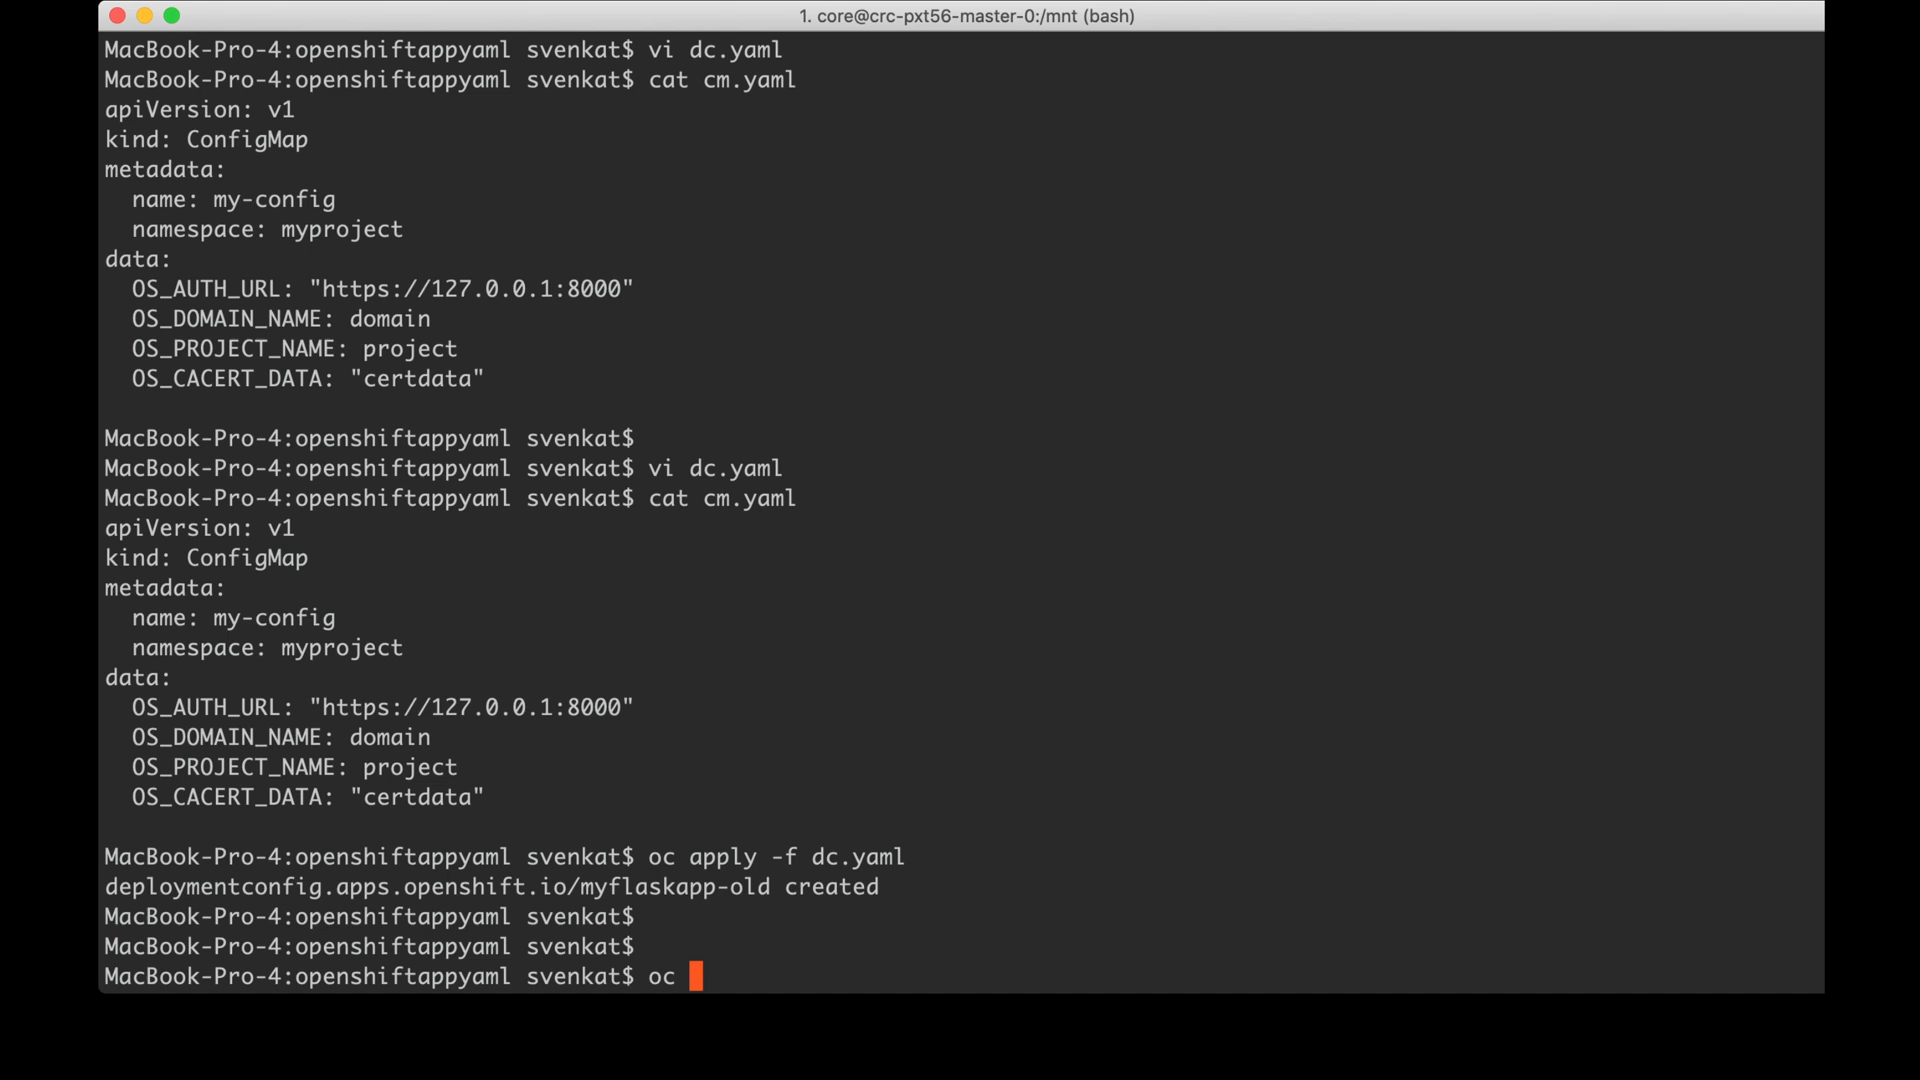 1. core@crc-pxt56-master-0:/mnt (bash)
MacBook-Pro-4:openshiftappyaml svenkat$ vi dc.yaml
MacBook-Pro-4:openshiftappyaml svenkat$ cat cm.yaml
apiVersion: v1
kind: ConfigMap
metadata:
  name: my-config
  namespace: myproject
data:
  OS_AUTH_URL: "https://127.0.0.1:8000"
  OS_DOMAIN_NAME: domain
  OS_PROJECT_NAME: project
  OS_CACERT_DATA: "certdata"
MacBook-Pro-4:openshiftappyaml svenkat$
MacBook-Pro-4:openshiftappyaml svenkat$ vi dc.yaml
MacBook-Pro-4:openshiftappyaml svenkat$ cat cm.yaml
apiVersion: v1
kind: ConfigMap
metadata:
  name: my-config
  namespace: myproject
data:
  OS_AUTH_URL: "https://127.0.0.1:8000"
  OS_DOMAIN_NAME: domain
  OS_PROJECT_NAME: project
  OS_CACERT_DATA: "certdata"
MacBook-Pro-4:openshiftappyaml svenkat$ oc apply -f dc.yaml
deploymentconfig.apps.openshift.io/myflaskapp-old created
MacBook-Pro-4:openshiftappyaml svenkat$
MacBook-Pro-4:openshiftappyaml svenkat$
MacBook-Pro-4:openshiftappyaml svenkat$ oc